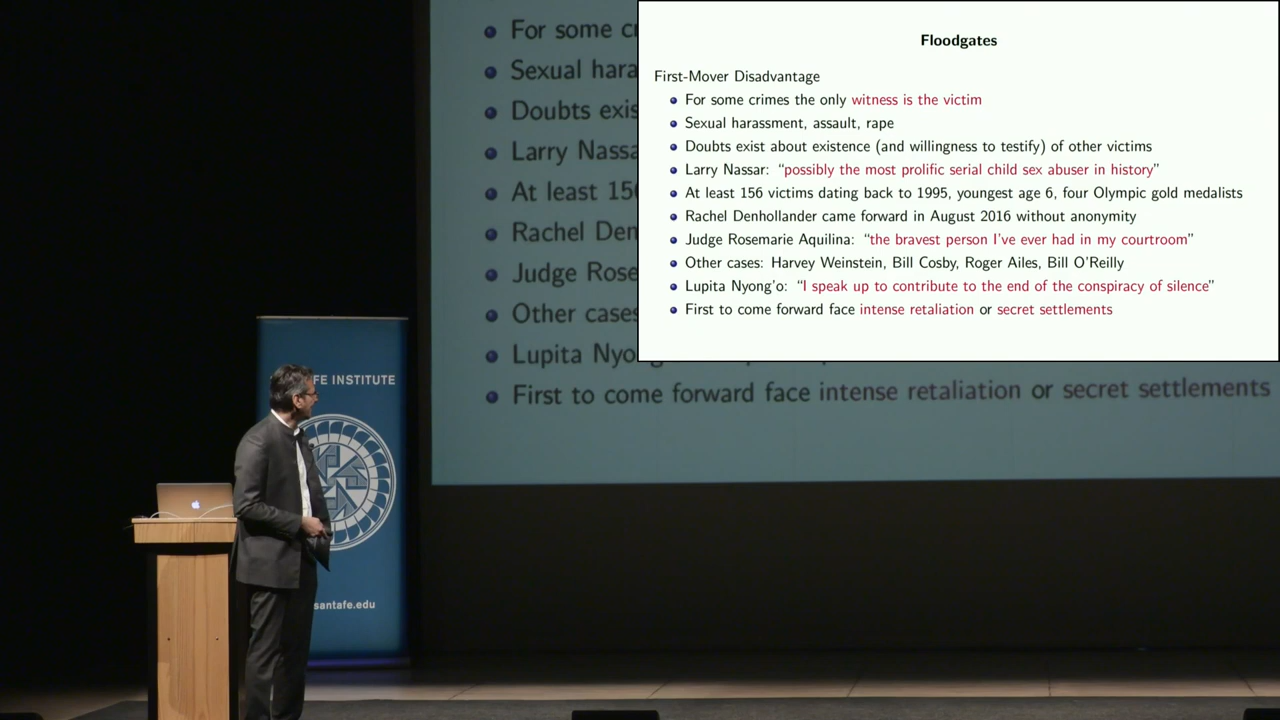 Floodgates
First-Mover Disadvantage
For some crimes the only witness is the victim
Sexual harassment, assault, rape
Doubts exist about existence (and willingness to testify) of other victims
Larry Nassar: “possibly the most prolific serial child sex abuser in history”
At least 156 victims dating back to 1995, youngest age 6, four Olympic gold medalists
Rachel Denhollander came forward in August 2016 without anonymity
Judge Rosemarie Aquilina: “the bravest person I've ever had in my courtroom”
Other cases: Harvey Weinstein, Bill Cosby, Roger Ailes, Bill O'Reilly
Lupita Nyong'o: “I speak up to contribute to the end of the conspiracy of silence”
First to come forward face intense retaliation or secret settlements
For some
Sexual hara
Doubts exis
Larry Nassa
At least 15
Rachel Den
Judge Rose
Other cases
Lupita Nyo
First to come forward face intense retaliation or secret settlements
FE INSTITUTE
santafe.edu